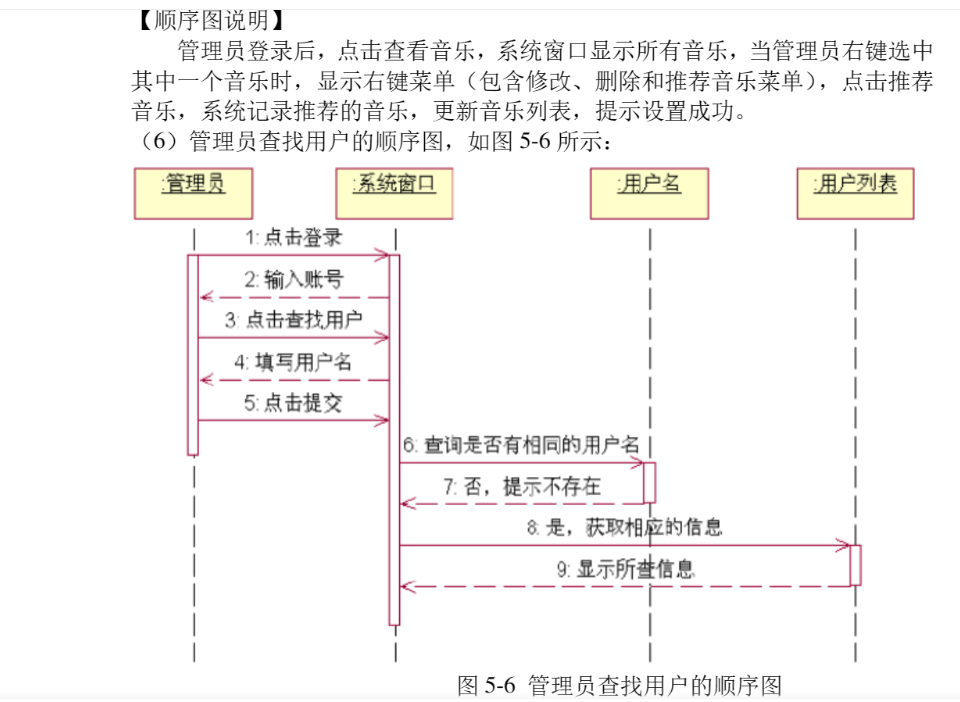 【顺序图说明】
管理员登录后，点击查看音乐，系统窗口显示所有音乐，当管理员右键选中
其中一个音乐时，显示右键菜单（包含修改、删除和推荐音乐菜单），点击推荐
音乐，系统记录推荐的音乐，更新音乐列表，提示设置成功。
（6）管理员查找用户的顺序图，如图 5-6 所示：
:管理员
:系统窗口
:用户名
:用户列表
1: 点击登录
2: 输入账号
3: 点击查找用户
4: 填写用户名
5: 点击提交
6: 查询是否有相同的用户名
7: 否，提示不存在
8: 是，获取相应的信息
9: 显示所查信息
图 5-6 管理员查找用户的顺序图